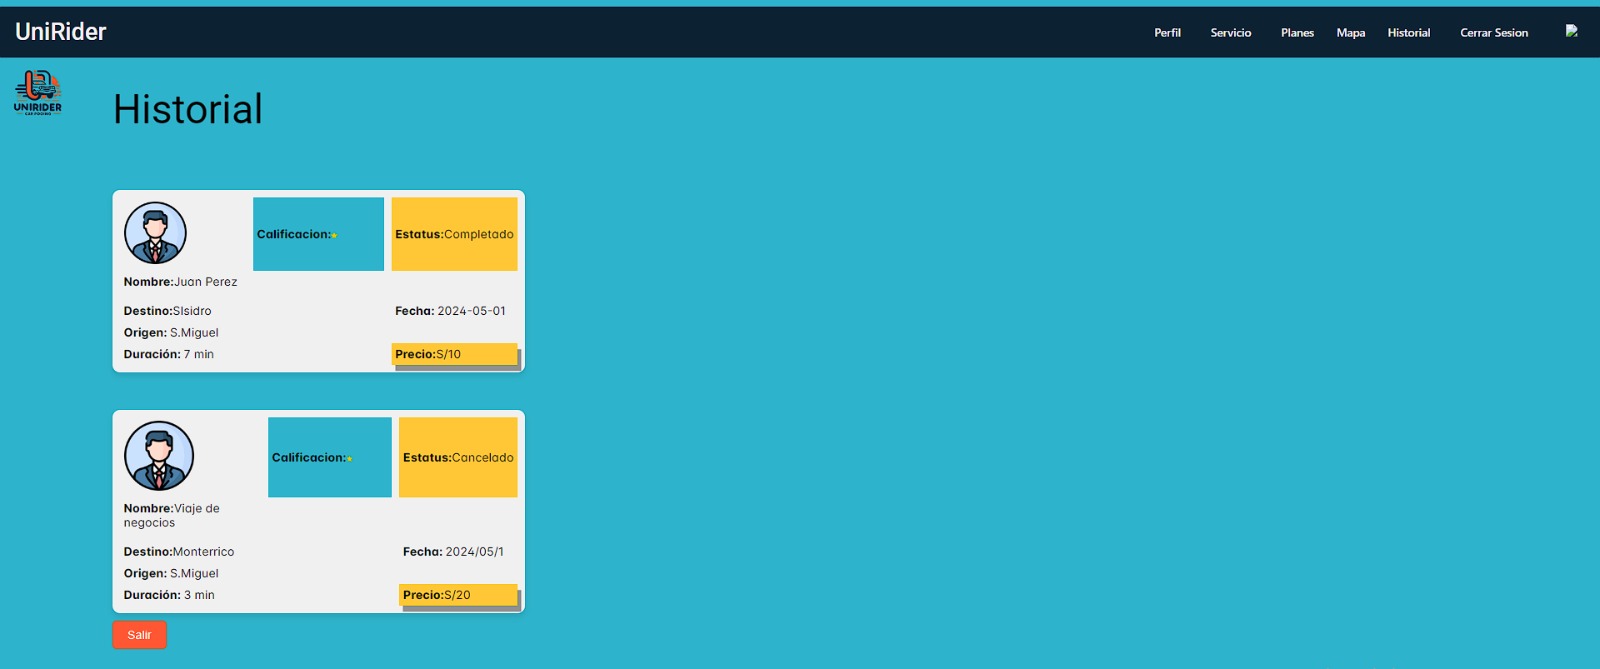 UniRider
Perfil Servicio Planes Mapa Historial Cerrar Sesion
UNIRIDER
CAR POOLING
Historial
Calificacion:⭐ Estatus:Completado
Nombre:Juan Perez
Destino:SIsidro Fecha: 2024-05-01
Origen: S.Miguel
Duración: 7 min Precio:S/10
Calificacion:⭐ Estatus:Cancelado
Nombre:Viaje de
negocios
Destino:Monterrico Fecha: 2024/05/1
Origen: S.Miguel
Duración: 3 min Precio:S/20
Salir